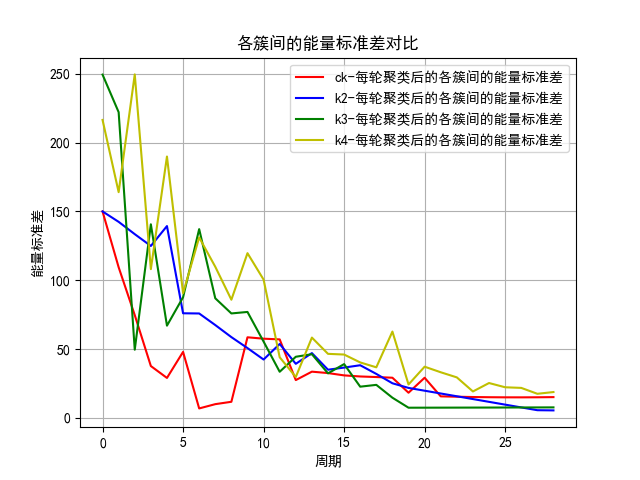 各簇间的能量标准差对比
ck-每轮聚类后的各簇间的能量标准差
k2-每轮聚类后的各簇间的能量标准差
k3-每轮聚类后的各簇间的能量标准差
k4-每轮聚类后的各簇间的能量标准差
能量标准差
250
200
150
100
50
0
0 5 10 15 20 25
周期